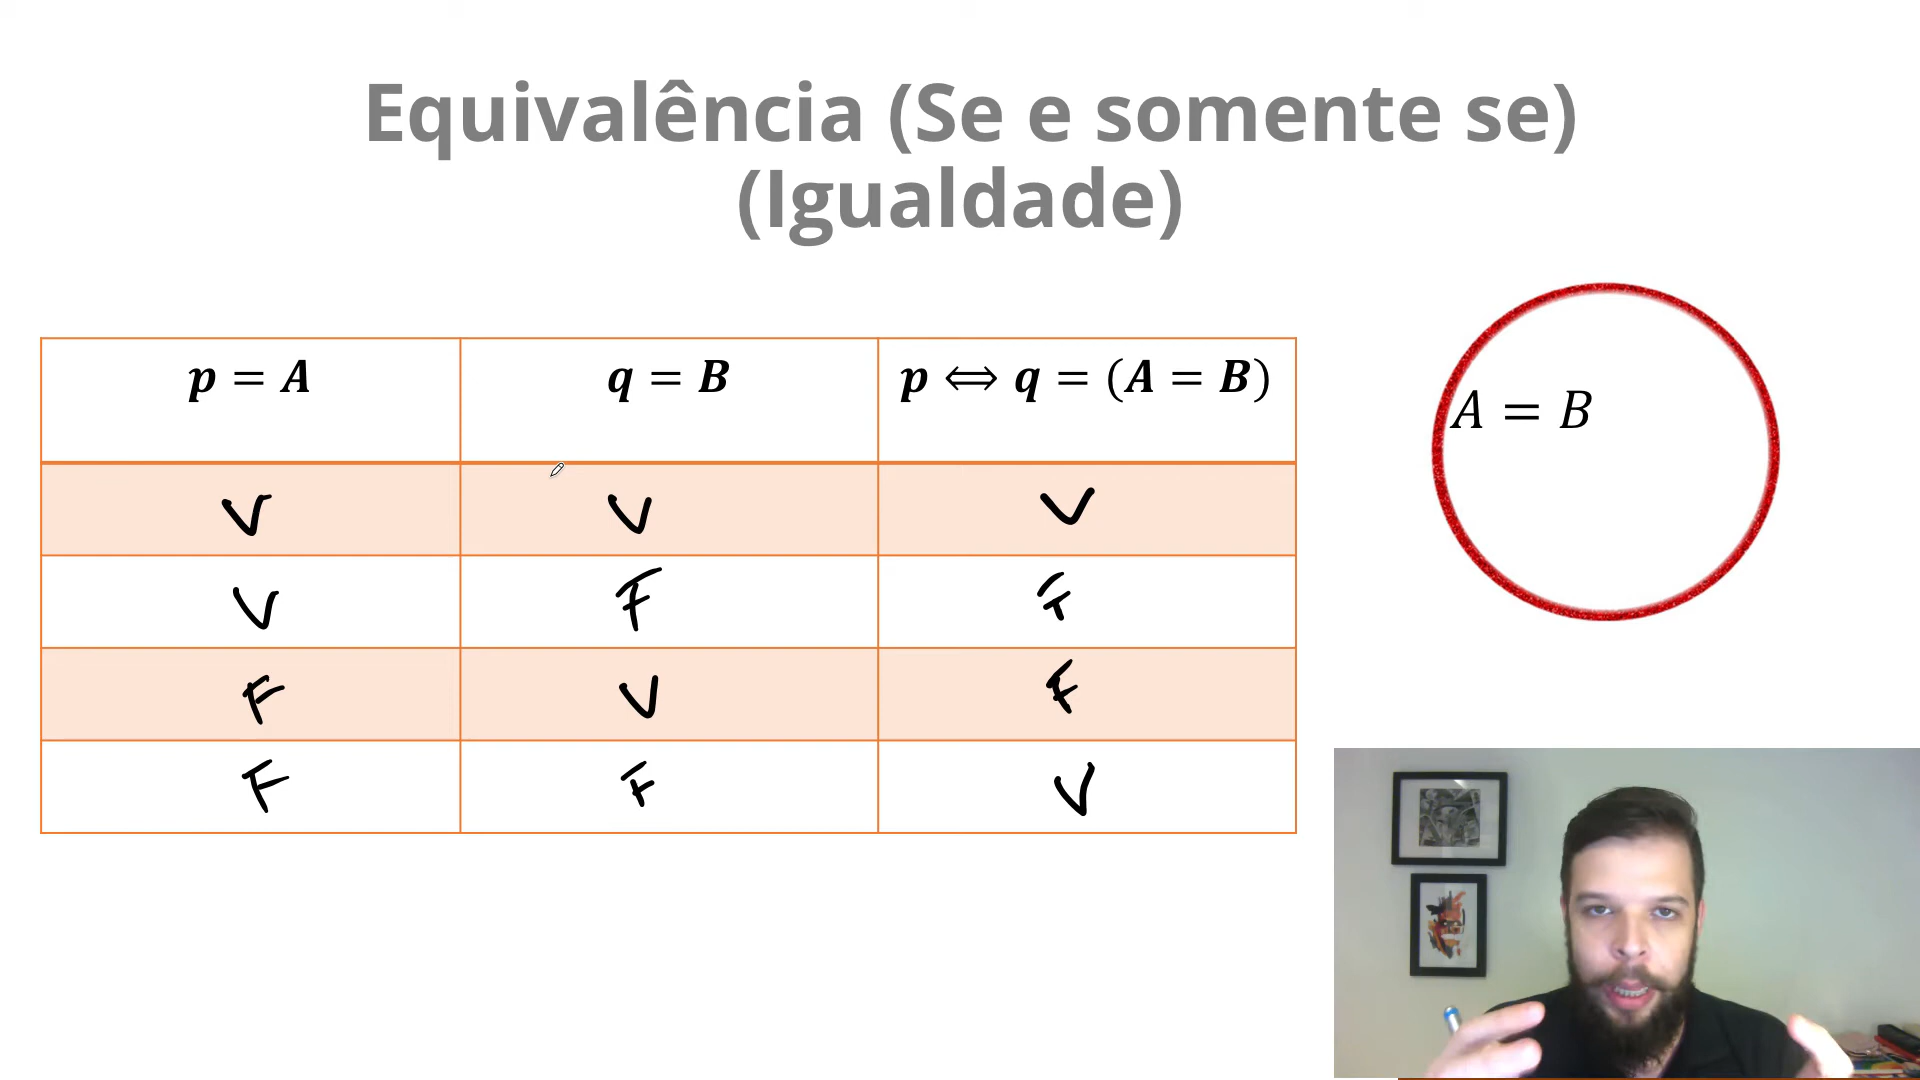 Equivalência (Se e somente se)
(Igualdade)
p = A q = B p ⟺ q = (A = B)
A = B
V V V
V F F
F V F
F F V